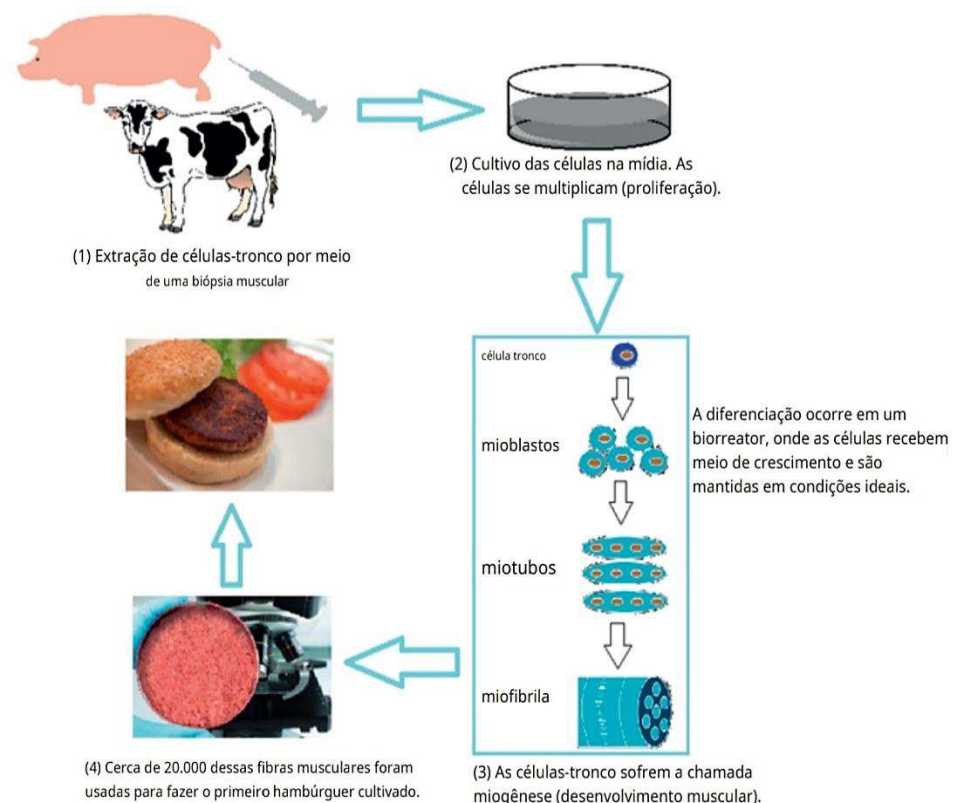 (1) Extração de células-tronco por meio
de uma biópsia muscular
(2) Cultivo das células na mídia. As
células se multiplicam (proliferação).
célula tronco
mioblastos
miotubos
miofibrila
A diferenciação ocorre em um
biorreator, onde as células recebem
meio de crescimento e são
mantidas em condições ideais.
(3) As células-tronco sofrem a chamada
miogênese (desenvolvimento muscular).
(4) Cerca de 20.000 dessas fibras musculares foram
usadas para fazer o primeiro hambúrguer cultivado.